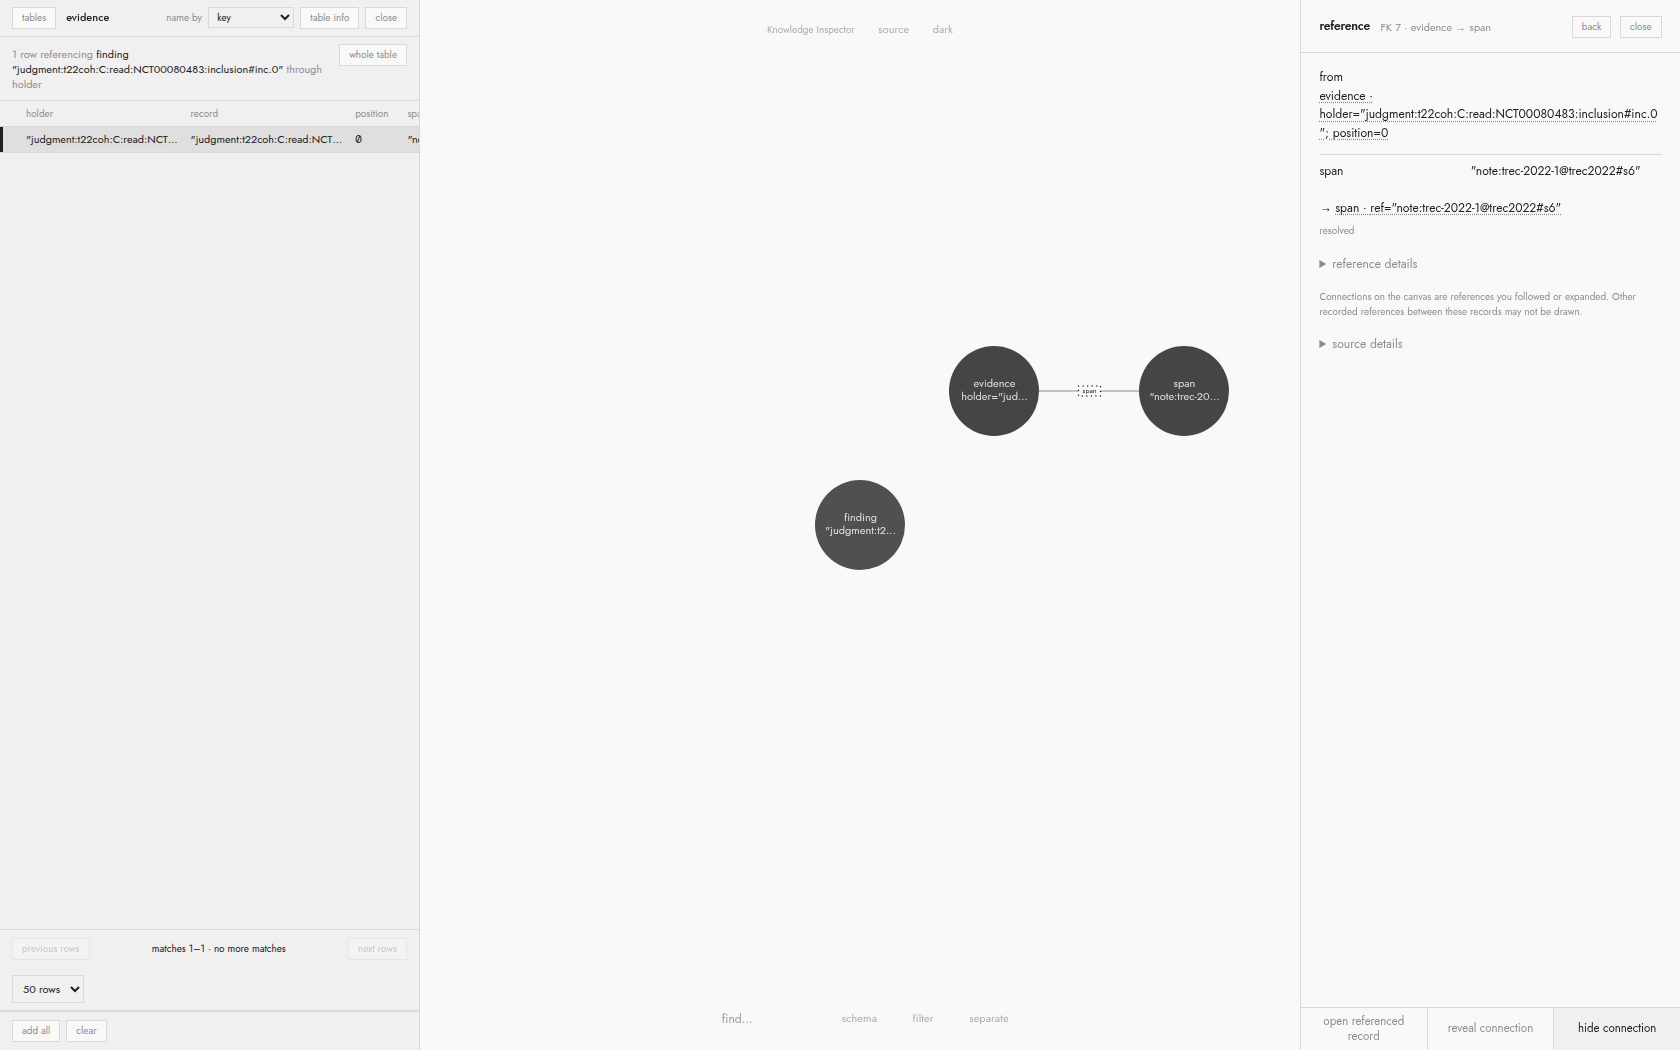 tables evidence name by key table info close
1 row referencing finding
"judgment:t22coh:C:read:NCT00080483:inclusion#inc.0" through
holder
whole table
holder record position spa
"judgment:t22coh:C:read:NCT... "judgment:t22coh:C:read:NCT... 0 "no
previous rows matches 1–1 · no more matches next rows
50 rows
add all clear
Knowledge Inspector source dark
evidence
holder="jud...
span
span
"note:trec-20...
finding
"judgment:t2...
find... schema filter separate
reference FK 7 · evidence → span back close
from
evidence ·
holder="judgment:t22coh:C:read:NCT00080483:inclusion#inc.0
"; position=0
span "note:trec-2022-1@trec2022#s6"
→ span · ref="note:trec-2022-1@trec2022#s6"
resolved
▶ reference details
Connections on the canvas are references you followed or expanded. Other
recorded references between these records may not be drawn.
▶ source details
open referenced
record
reveal connection
hide connection